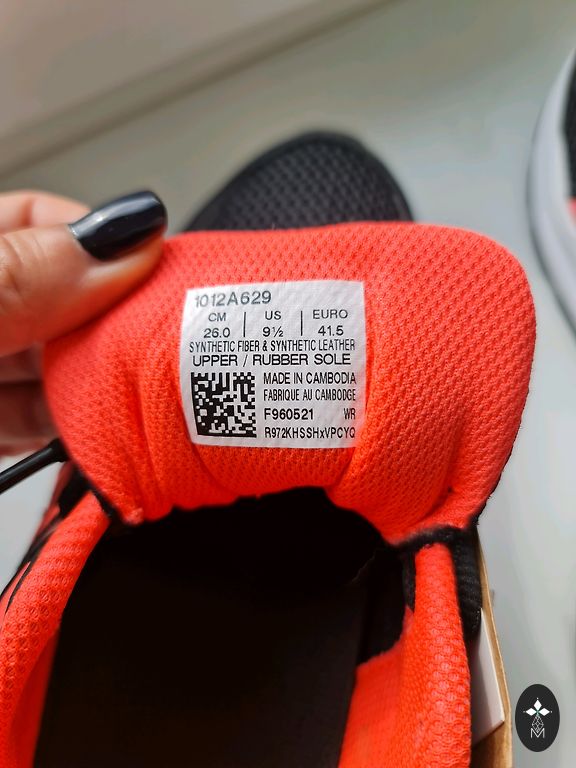 1012A629
CM | US | EURO
26.0 | 9½ | 41.5
SYNTHETIC FIBER & SYNTHETIC LEATHER
UPPER / RUBBER SOLE
MADE IN CAMBODIA
FABRIQUE AU CAMBODGE
F960521 WR
R972KHSSHxVPCYQ
M